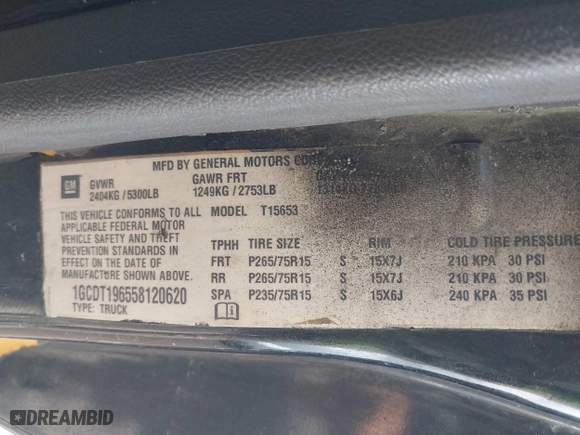 MFD BY GENERAL MOTORS
GM GVWR GAWR FRT
2404KG / 5300LB 1249KG / 2753LB
THIS VEHICLE CONFORMS TO ALL MODEL T15653
APPLICABLE FEDERAL MOTOR
VEHICLE SAFETY AND THEFT TPHH TIRE SIZE RIM COLD TIRE PRESSURE
PREVENTION STANDARDS FRT P265/75R15 S 15X7J 210 KPA 30 PSI
IN EFFECT ON THE DATE OF RR P265/75R15 S 15X7J 210 KPA 30 PSI
MANUFACTURE SHOWN ABOVE. SPA P235/75R15 S 15X6J 240 KPA 35 PSI
1GCDT196558120620
TYPE: TRUCK
DREAMBID